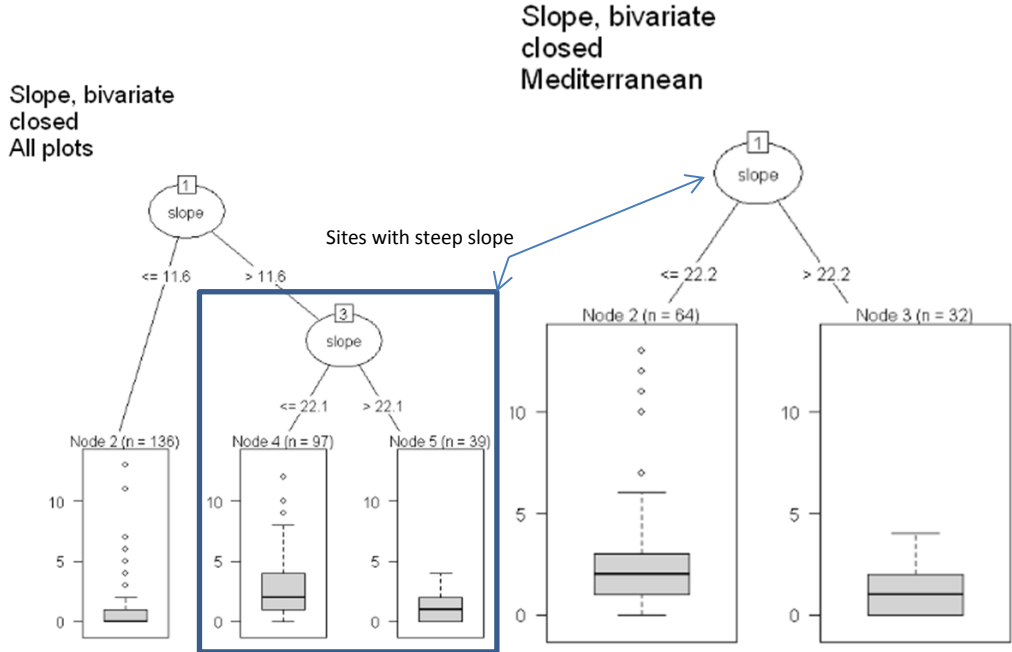 Slope, bivariate
closed
All plots
1
slope
<= 11.6
> 11.6
3
slope
<= 22.1
> 22.1
Node 2 (n = 136)
Node 4 (n = 97)
Node 5 (n = 39)
10
5
0
10
5
0
10
5
0
Sites with steep slope
Slope, bivariate
closed
Mediterranean
1
slope
<= 22.2
> 22.2
Node 2 (n = 64)
Node 3 (n = 32)
10
5
0
10
5
0